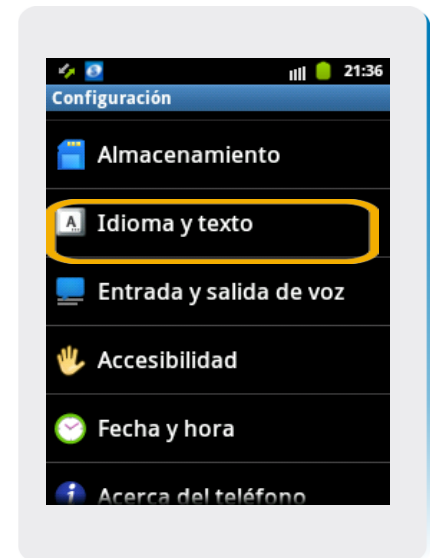 21:36
Configuración
Almacenamiento
Idioma y texto
Entrada y salida de voz
Accesibilidad
Fecha y hora
Acerca del teléfono